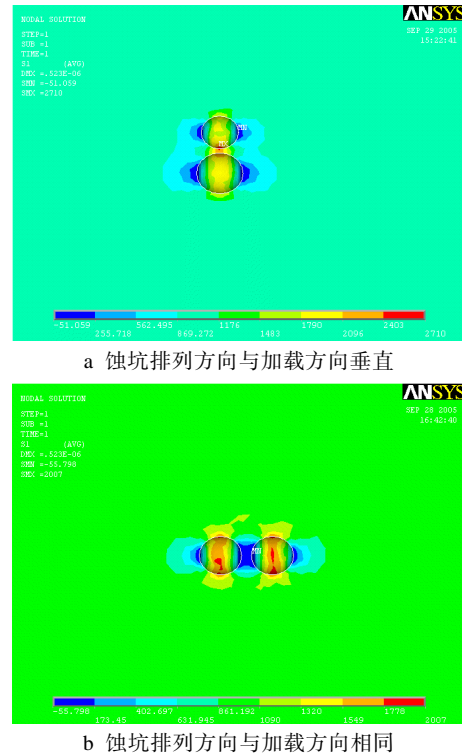 ANSYS
NODAL SOLUTION
SEP 29 2005
15:22:41
STEP=1
SUB =1
TIME=1
S1 (AVG)
DMX =.523E-06
SMN =-51.059
SMX =2710
MN
MX
-51.059 562.495 1176 1790 2403
255.718 869.272 1483 2096 2710
a 蚀坑排列方向与加载方向垂直
ANSYS
NODAL SOLUTION
SEP 28 2005
16:42:40
STEP=1
SUB =1
TIME=1
S1 (AVG)
DMX =.523E-06
SMN =-55.798
SMX =2007
MN
-55.798 402.697 861.192 1320 1778
173.45 631.945 1090 1549 2007
b 蚀坑排列方向与加载方向相同